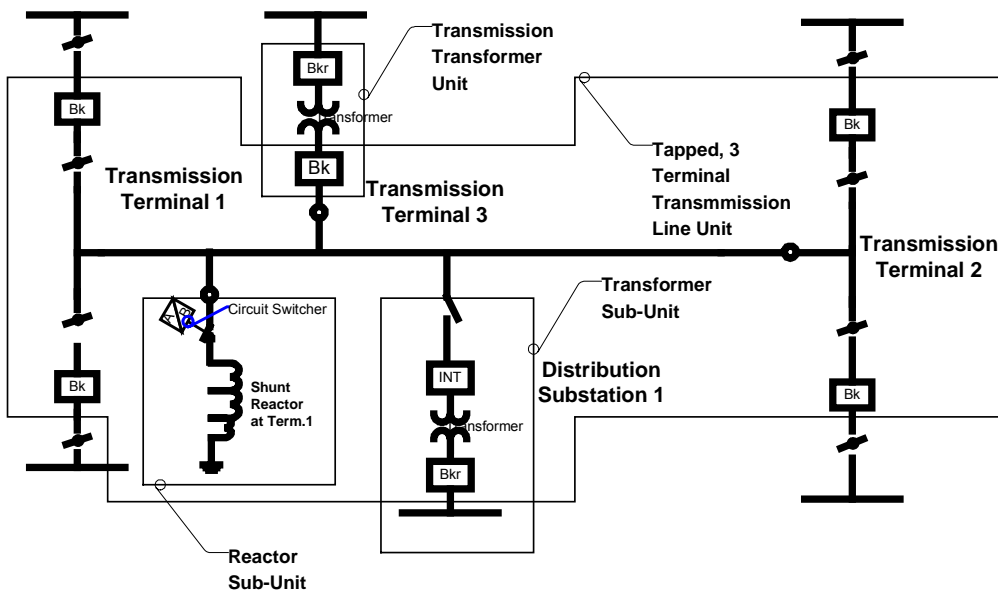 Transmission
Transformer
Unit
Bkr
Transformer
Bk
Bk
Bk
Transmission
Terminal 1
Transmission
Terminal 3
Tapped, 3
Terminal
Transmmission
Line Unit
Transmission
Terminal 2
A
B
Circuit Switcher
Transformer
Sub-Unit
Shunt
Reactor
at Term.1
INT
Distribution
Substation 1
Bk
Bk
Transformer
Bkr
Reactor
Sub-Unit